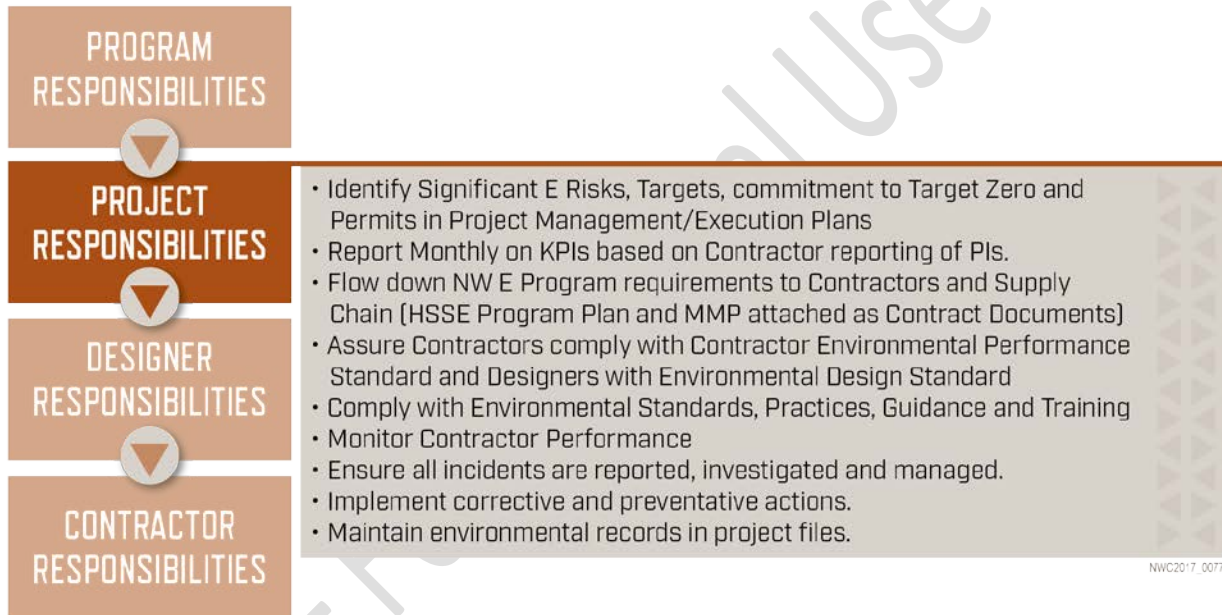 PROGRAM
RESPONSIBILITIES
PROJECT
RESPONSIBILITIES
• Identify Significant E Risks, Targets, commitment to Target Zero and
Permits in Project Management/Execution Plans
• Report Monthly on KPIs based on Contractor reporting of PIs.
• Flow down NW E Program requirements to Contractors and Supply
Chain (HSSE Program Plan and MMP attached as Contract Documents)
• Assure Contractors comply with Contractor Environmental Performance
Standard and Designers with Environmental Design Standard
• Comply with Environmental Standards, Practices, Guidance and Training
• Monitor Contractor Performance
• Ensure all incidents are reported, investigated and managed.
• Implement corrective and preventative actions.
• Maintain environmental records in project files.
DESIGNER
RESPONSIBILITIES
CONTRACTOR
RESPONSIBILITIES
NWC2017_0077
Use